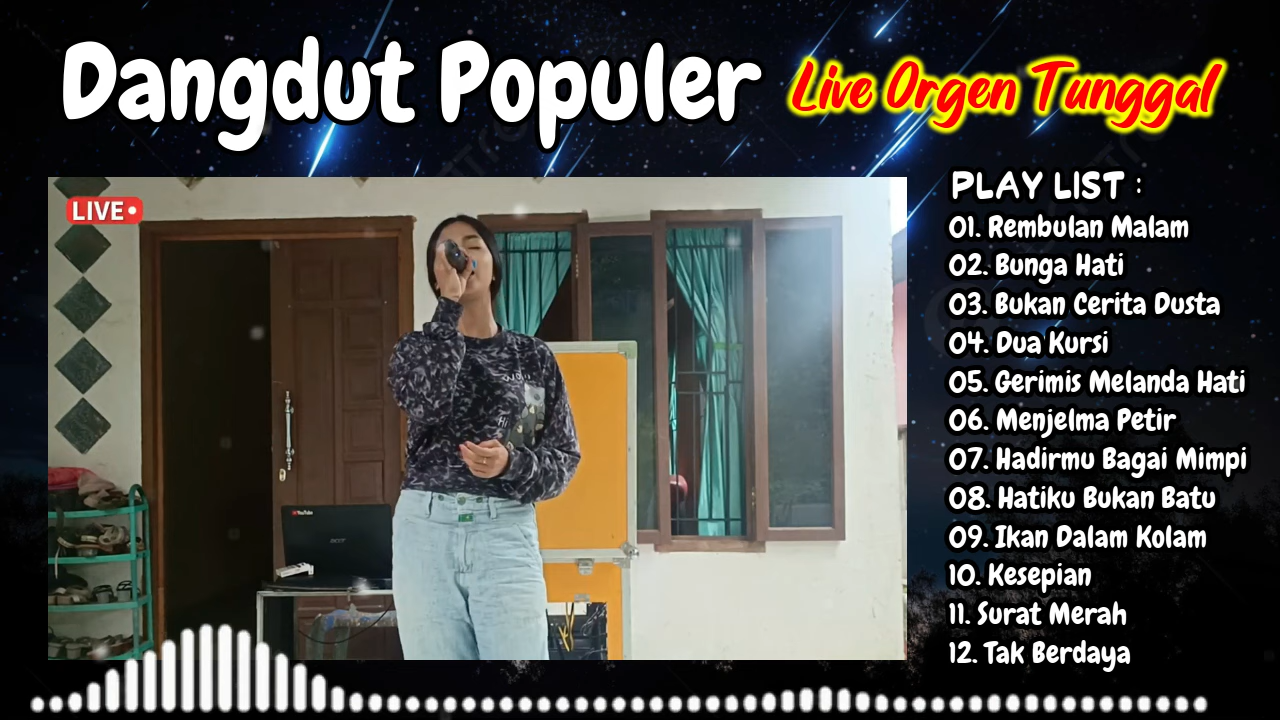 Dangdut Populer
Live Orgen Tunggal
LIVE
PLAY LIST :
01. Rembulan Malam
02. Bunga Hati
03. Bukan Cerita Dusta
04. Dua Kursi
05. Gerimis Melanda Hati
06. Menjelma Petir
07. Hadirmu Bagai Mimpi
08. Hatiku Bukan Batu
09. Ikan Dalam Kolam
10. Kesepian
11. Surat Merah
12. Tak Berdaya
YouTube
acer